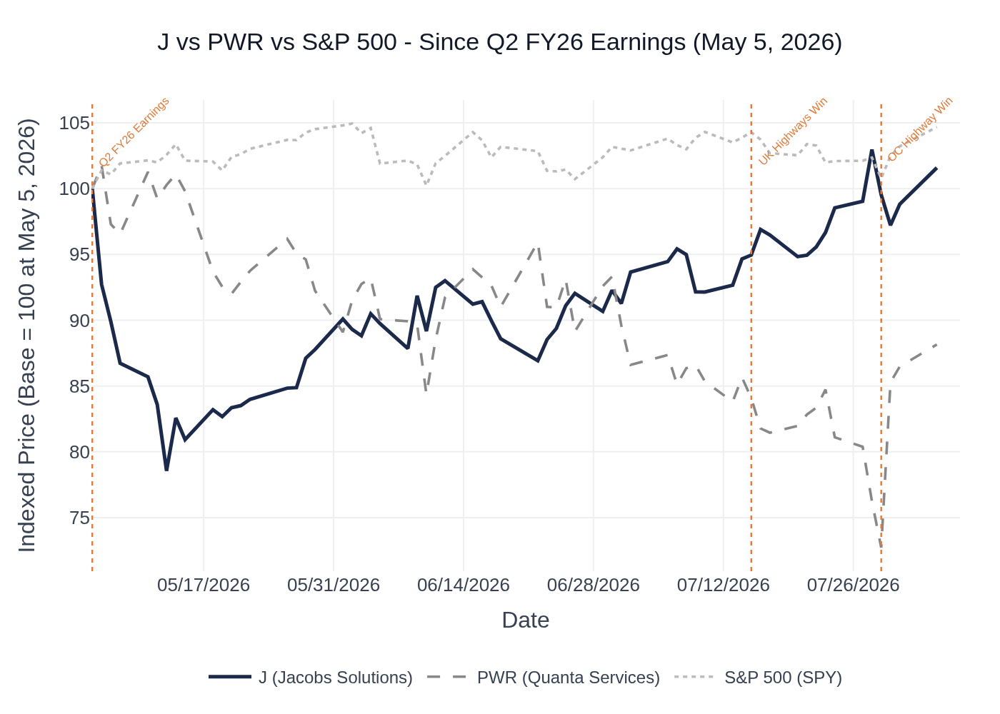 J vs PWR vs S&P 500 - Since Q2 FY26 Earnings (May 5, 2026)
Q2 FY26 Earnings
UK Highways Win
OC Highway Win
Indexed Price (Base = 100 at May 5, 2026)
105
100
95
90
85
80
75
05/17/2026
05/31/2026
06/14/2026
06/28/2026
07/12/2026
07/26/2026
Date
J (Jacobs Solutions)
PWR (Quanta Services)
S&P 500 (SPY)